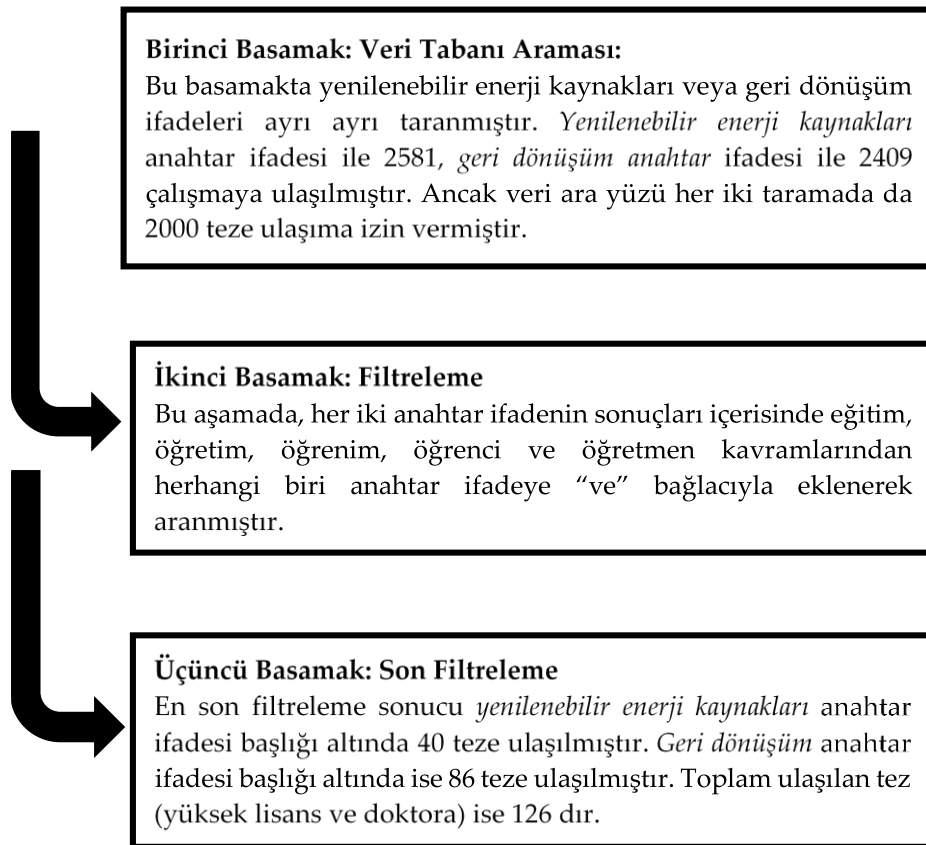 Birinci Basamak: Veri Tabanı Araması:
Bu basamakta yenilenebilir enerji kaynakları veya geri dönüşüm
ifadeleri ayrı ayrı taranmıştır. Yenilenebilir enerji kaynakları
anahtar ifadesi ile 2581, geri dönüşüm anahtar ifadesi ile 2409
çalışmaya ulaşılmıştır. Ancak veri ara yüzü her iki taramada da
2000 teze ulaşıma izin vermiştir.
İkinci Basamak: Filtreleme
Bu aşamada, her iki anahtar ifadenin sonuçları içerisinde eğitim,
öğretim, öğrenim, öğrenci ve öğretmen kavramlarından
herhangi biri anahtar ifadeye “ve” bağlacıyla eklenerek
aranmıştır.
Üçüncü Basamak: Son Filtreleme
En son filtreleme sonucu yenilenebilir enerji kaynakları anahtar
ifadesi başlığı altında 40 teze ulaşılmıştır. Geri dönüşüm anahtar
ifadesi başlığı altında ise 86 teze ulaşılmıştır. Toplam ulaşılan tez
(yüksek lisans ve doktora) ise 126 dır.